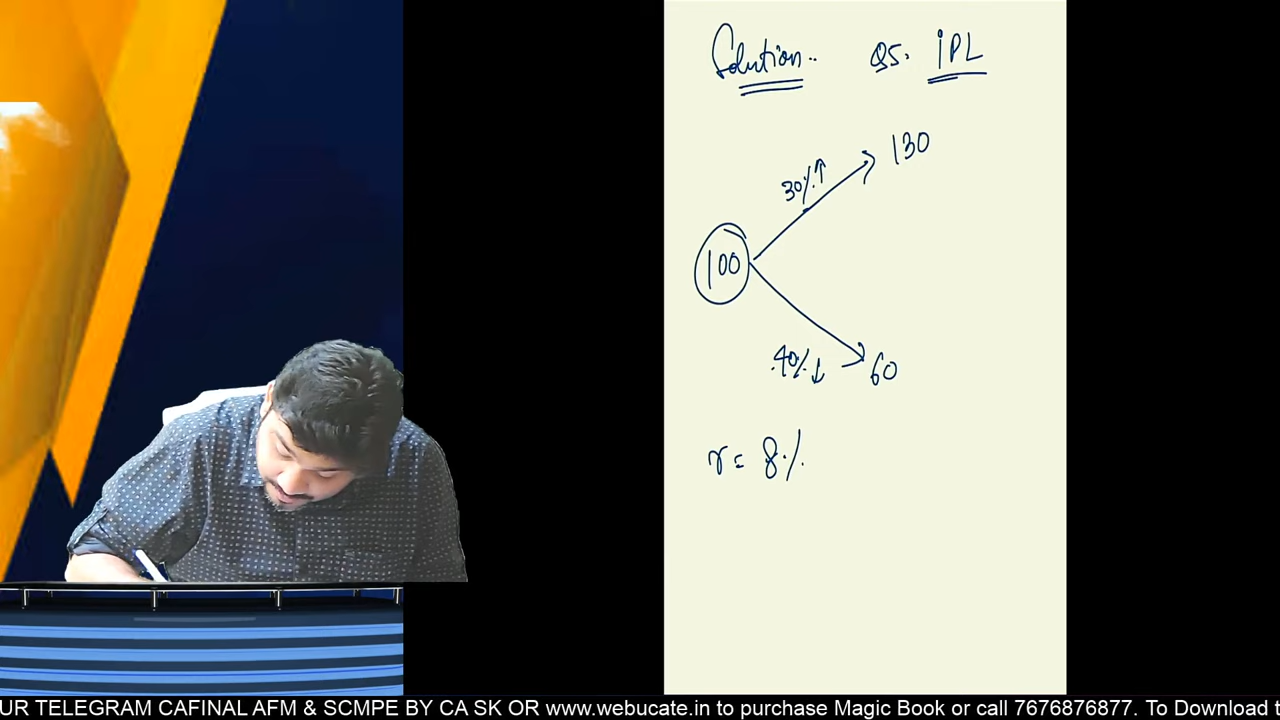 Solution.. Q5. IPL
130
30%↑
100
40%↓ 60
r = 8%
UR TELEGRAM CAFINAL AFM & SCMPE BY CA SK OR www.webucate.in to purchase Magic Book or call 7676876877. To Download t